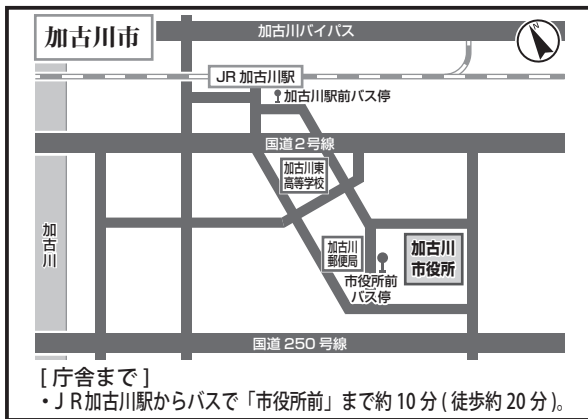 加古川市
加古川バイパス
N
JR 加古川駅
加古川駅前バス停
国道2号線
加古川東
高等学校
加古川
加古川
郵便局
加古川
市役所
市役所前
バス停
国道 250 号線
[ 庁舎まで ]
・ＪＲ加古川駅からバスで「市役所前」まで約 10 分 ( 徒歩約 20 分 )。